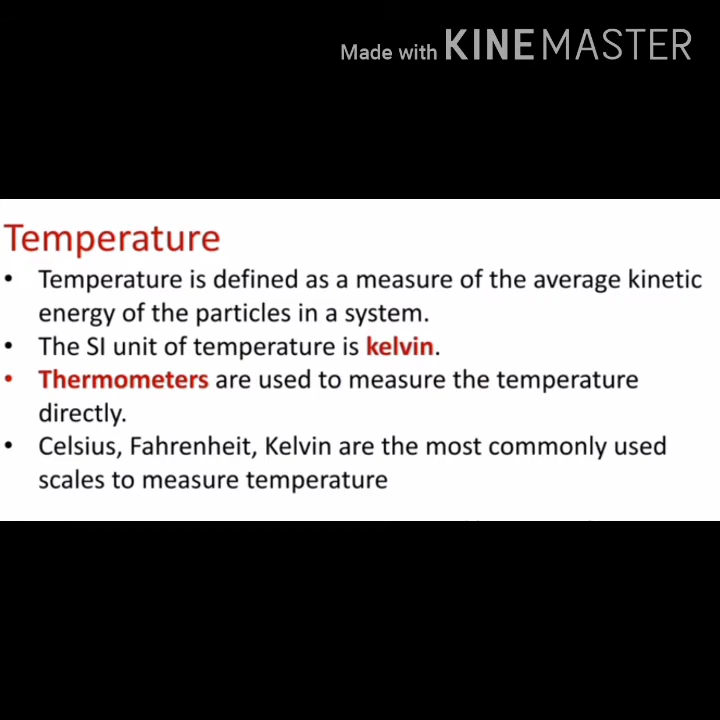 Made with KINEMASTER
Temperature
• Temperature is defined as a measure of the average kinetic
energy of the particles in a system.
• The SI unit of temperature is kelvin.
• Thermometers are used to measure the temperature
directly.
• Celsius, Fahrenheit, Kelvin are the most commonly used
scales to measure temperature